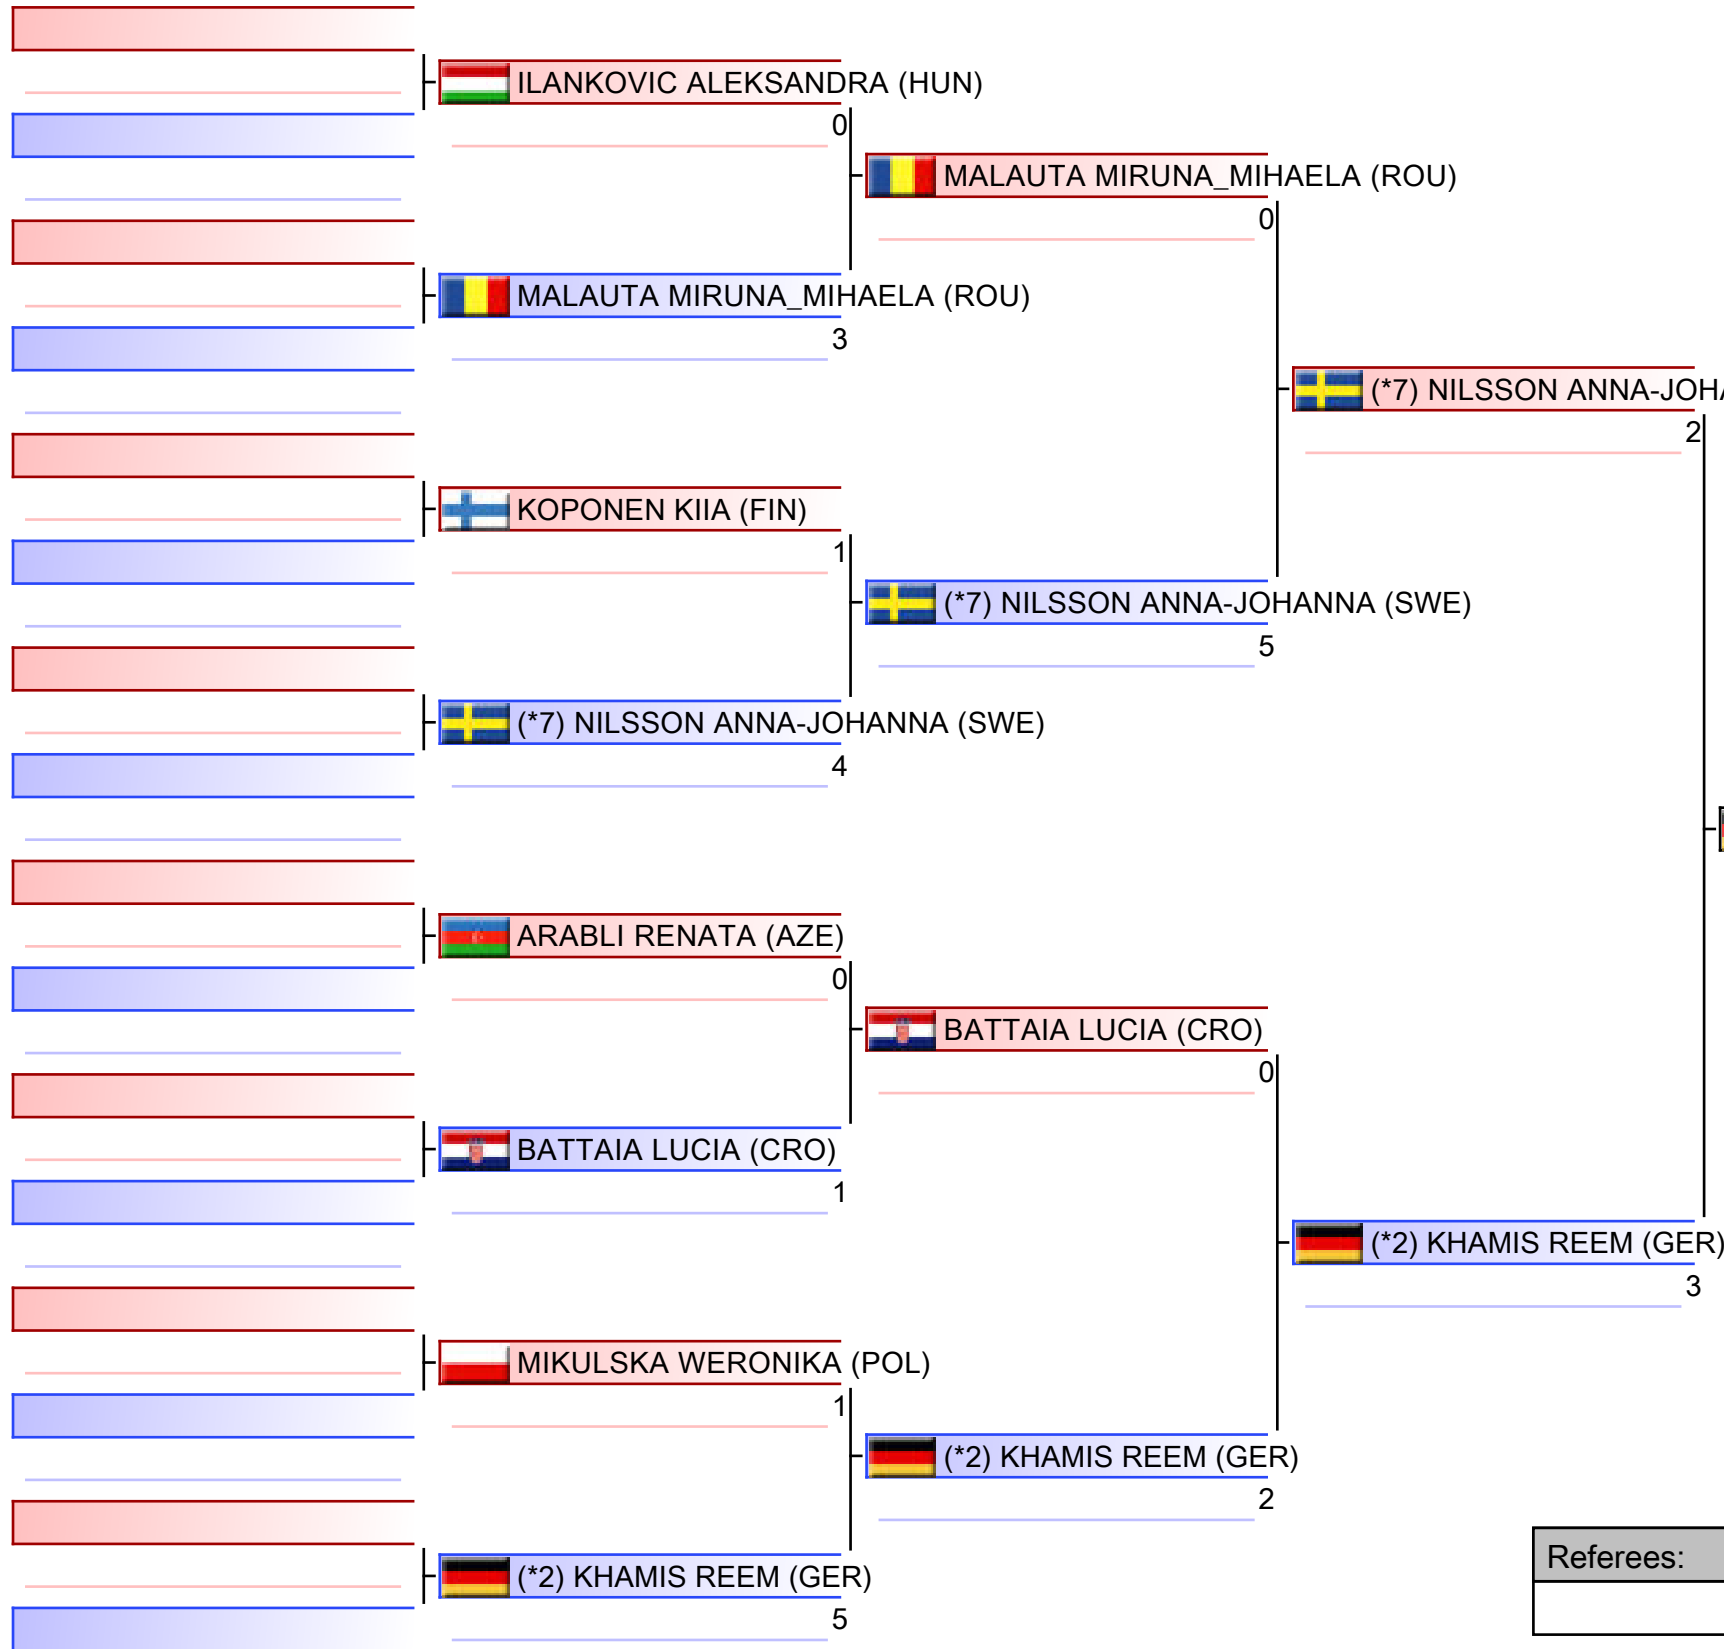 ILANKOVIC ALEKSANDRA (HUN)
0
MALAUTA MIRUNA_MIHAELA (ROU)
0
MALAUTA MIRUNA_MIHAELA (ROU)
3
(*7) NILSSON ANNA-JOHA
2
KOPONEN KIIA (FIN)
1
(*7) NILSSON ANNA-JOHANNA (SWE)
5
(*7) NILSSON ANNA-JOHANNA (SWE)
4
ARABLI RENATA (AZE)
0
BATTAIA LUCIA (CRO)
0
BATTAIA LUCIA (CRO)
1
(*2) KHAMIS REEM (GER)
3
MIKULSKA WERONIKA (POL)
1
(*2) KHAMIS REEM (GER)
2
(*2) KHAMIS REEM (GER)
5
Referees: